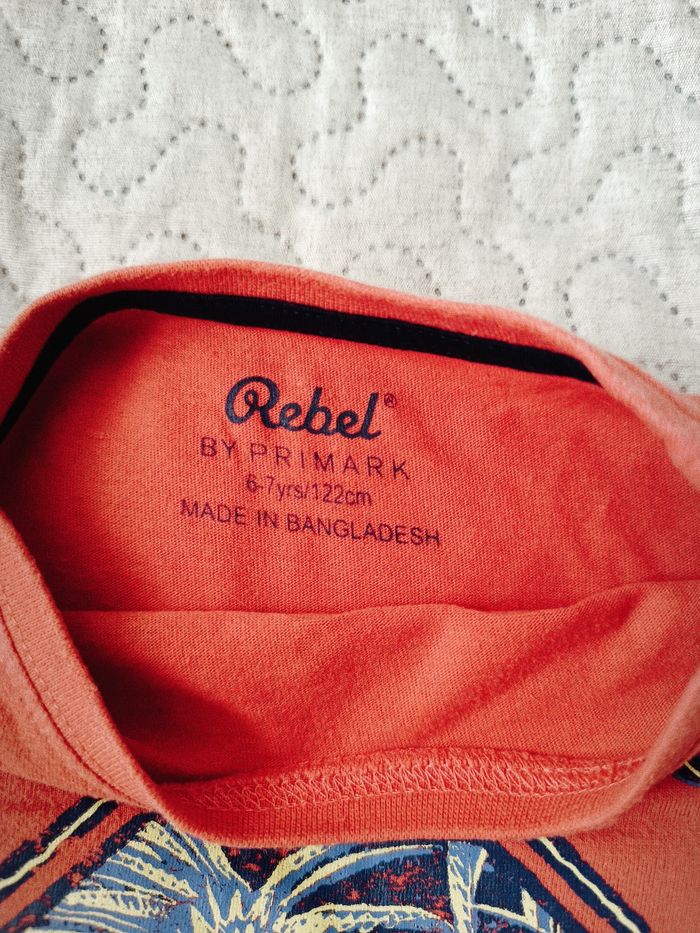 Rebel®
BY PRIMARK
6-7yrs/122cm
MADE IN BANGLADESH